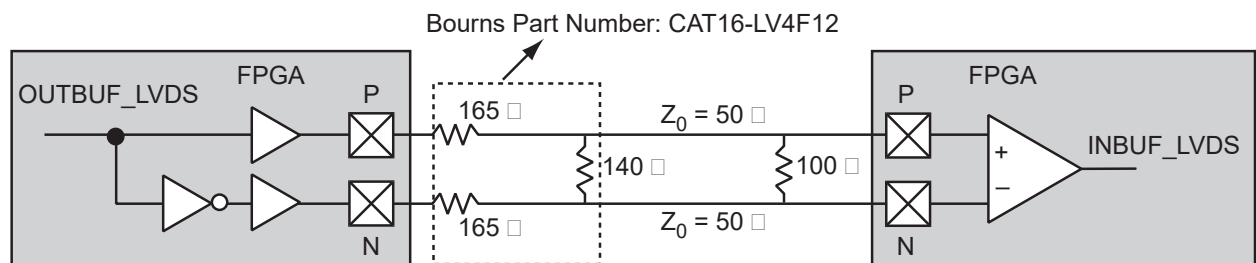 Bourns Part Number: CAT16-LV4F12
FPGA
FPGA
OUTBUF_LVDS
P
P
165 □
Z0 = 50 □
140 □
100 □
+
−
INBUF_LVDS
165 □
Z0 = 50 □
N
N